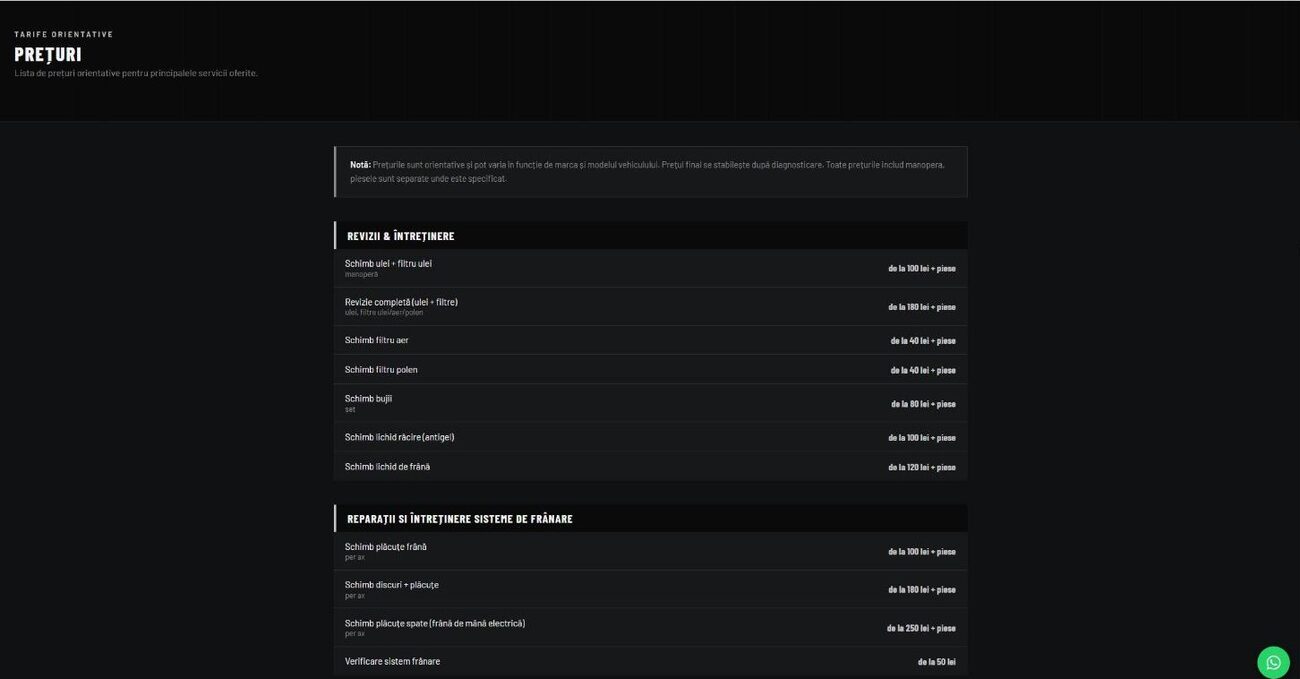 TARIFE ORIENTATIVE
PREȚURI
Lista de prețuri orientative pentru principalele servicii oferite.
Notă: Prețurile sunt orientative și pot varia în funcție de marca și modelul vehiculului. Prețul final se stabilește după diagnosticare. Toate prețurile includ manopera,
piesele sunt separate unde este specificat.
REVIZII & ÎNTREȚINERE
Schimb ulei + filtru ulei
manoperă
de la 100 lei + piese
Revizie completă (ulei + filtre)
ulei, filtre ulei/aer/polen
de la 180 lei + piese
Schimb filtru aer
de la 40 lei + piese
Schimb filtru polen
de la 40 lei + piese
Schimb bujii
set
de la 80 lei + piese
Schimb lichid răcire (antigel)
de la 100 lei + piese
Schimb lichid de frână
de la 120 lei + piese
REPARAȚII SI ÎNTREȚINERE SISTEME DE FRÂNARE
Schimb plăcuțe frână
per ax
de la 100 lei + piese
Schimb discuri + plăcuțe
per ax
de la 180 lei + piese
Schimb plăcuțe spate (frână de mână electrică)
per ax
de la 250 lei + piese
Verificare sistem frânare
de la 50 lei